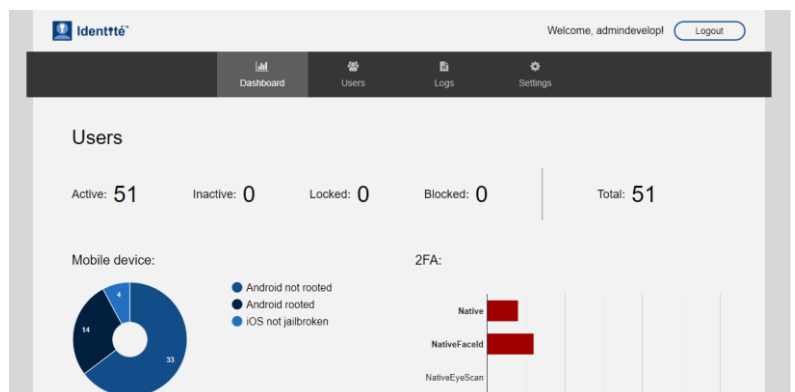 Identité™
Welcome, admindevelop!
Logout
Dashboard
Users
Logs
Settings
Users
Active: 51
Inactive: 0
Locked: 0
Blocked: 0
Total: 51
Mobile device:
2FA:
4
14
33
Android not rooted
Android rooted
iOS not jailbroken
Native
NativeFaceId
NativeEyeScan